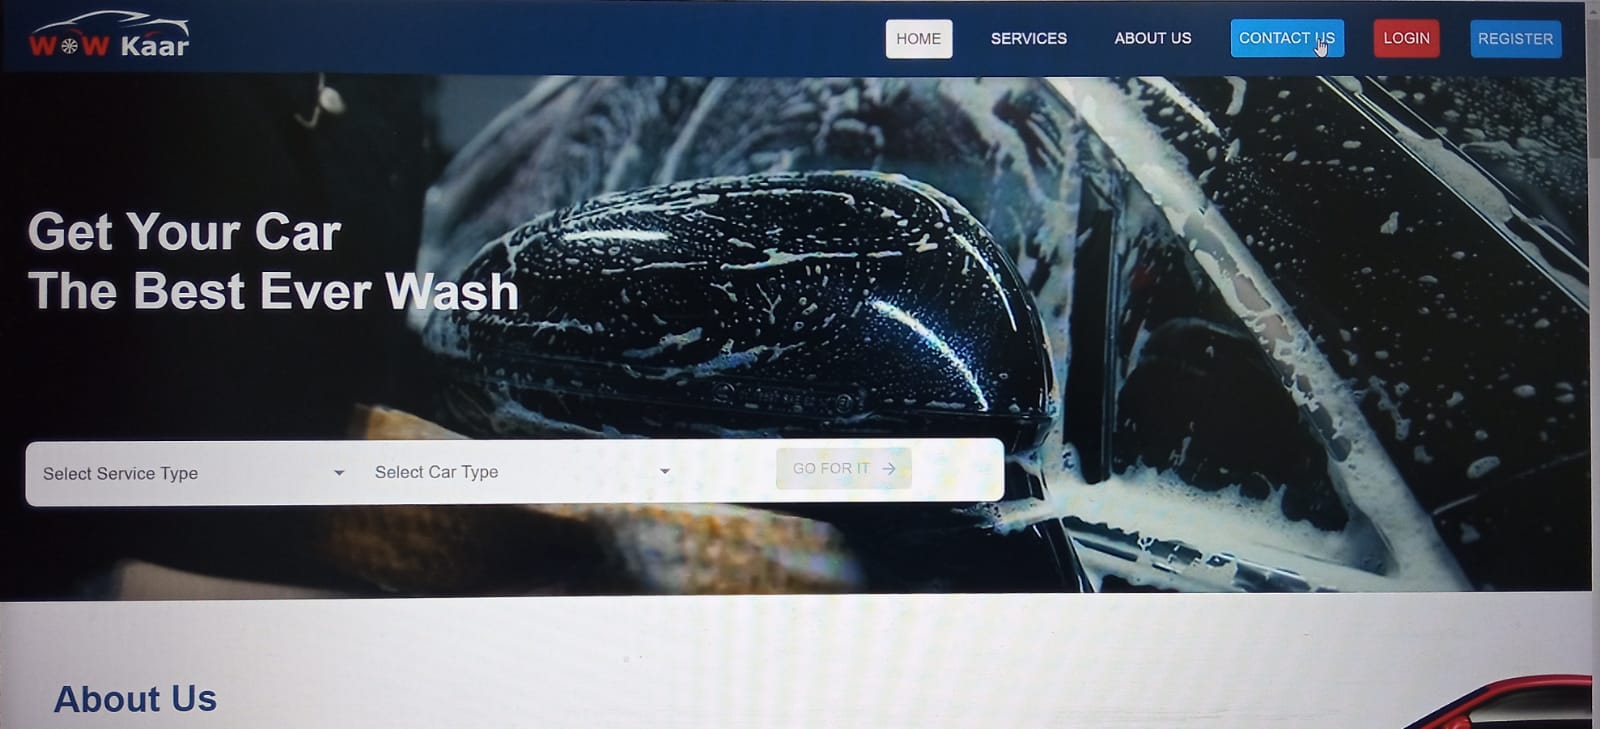 WOW Kaar
HOME
SERVICES
ABOUT US
CONTACT US
LOGIN
REGISTER
Get Your Car
The Best Ever Wash
Select Service Type
Select Car Type
GO FOR IT →
About Us